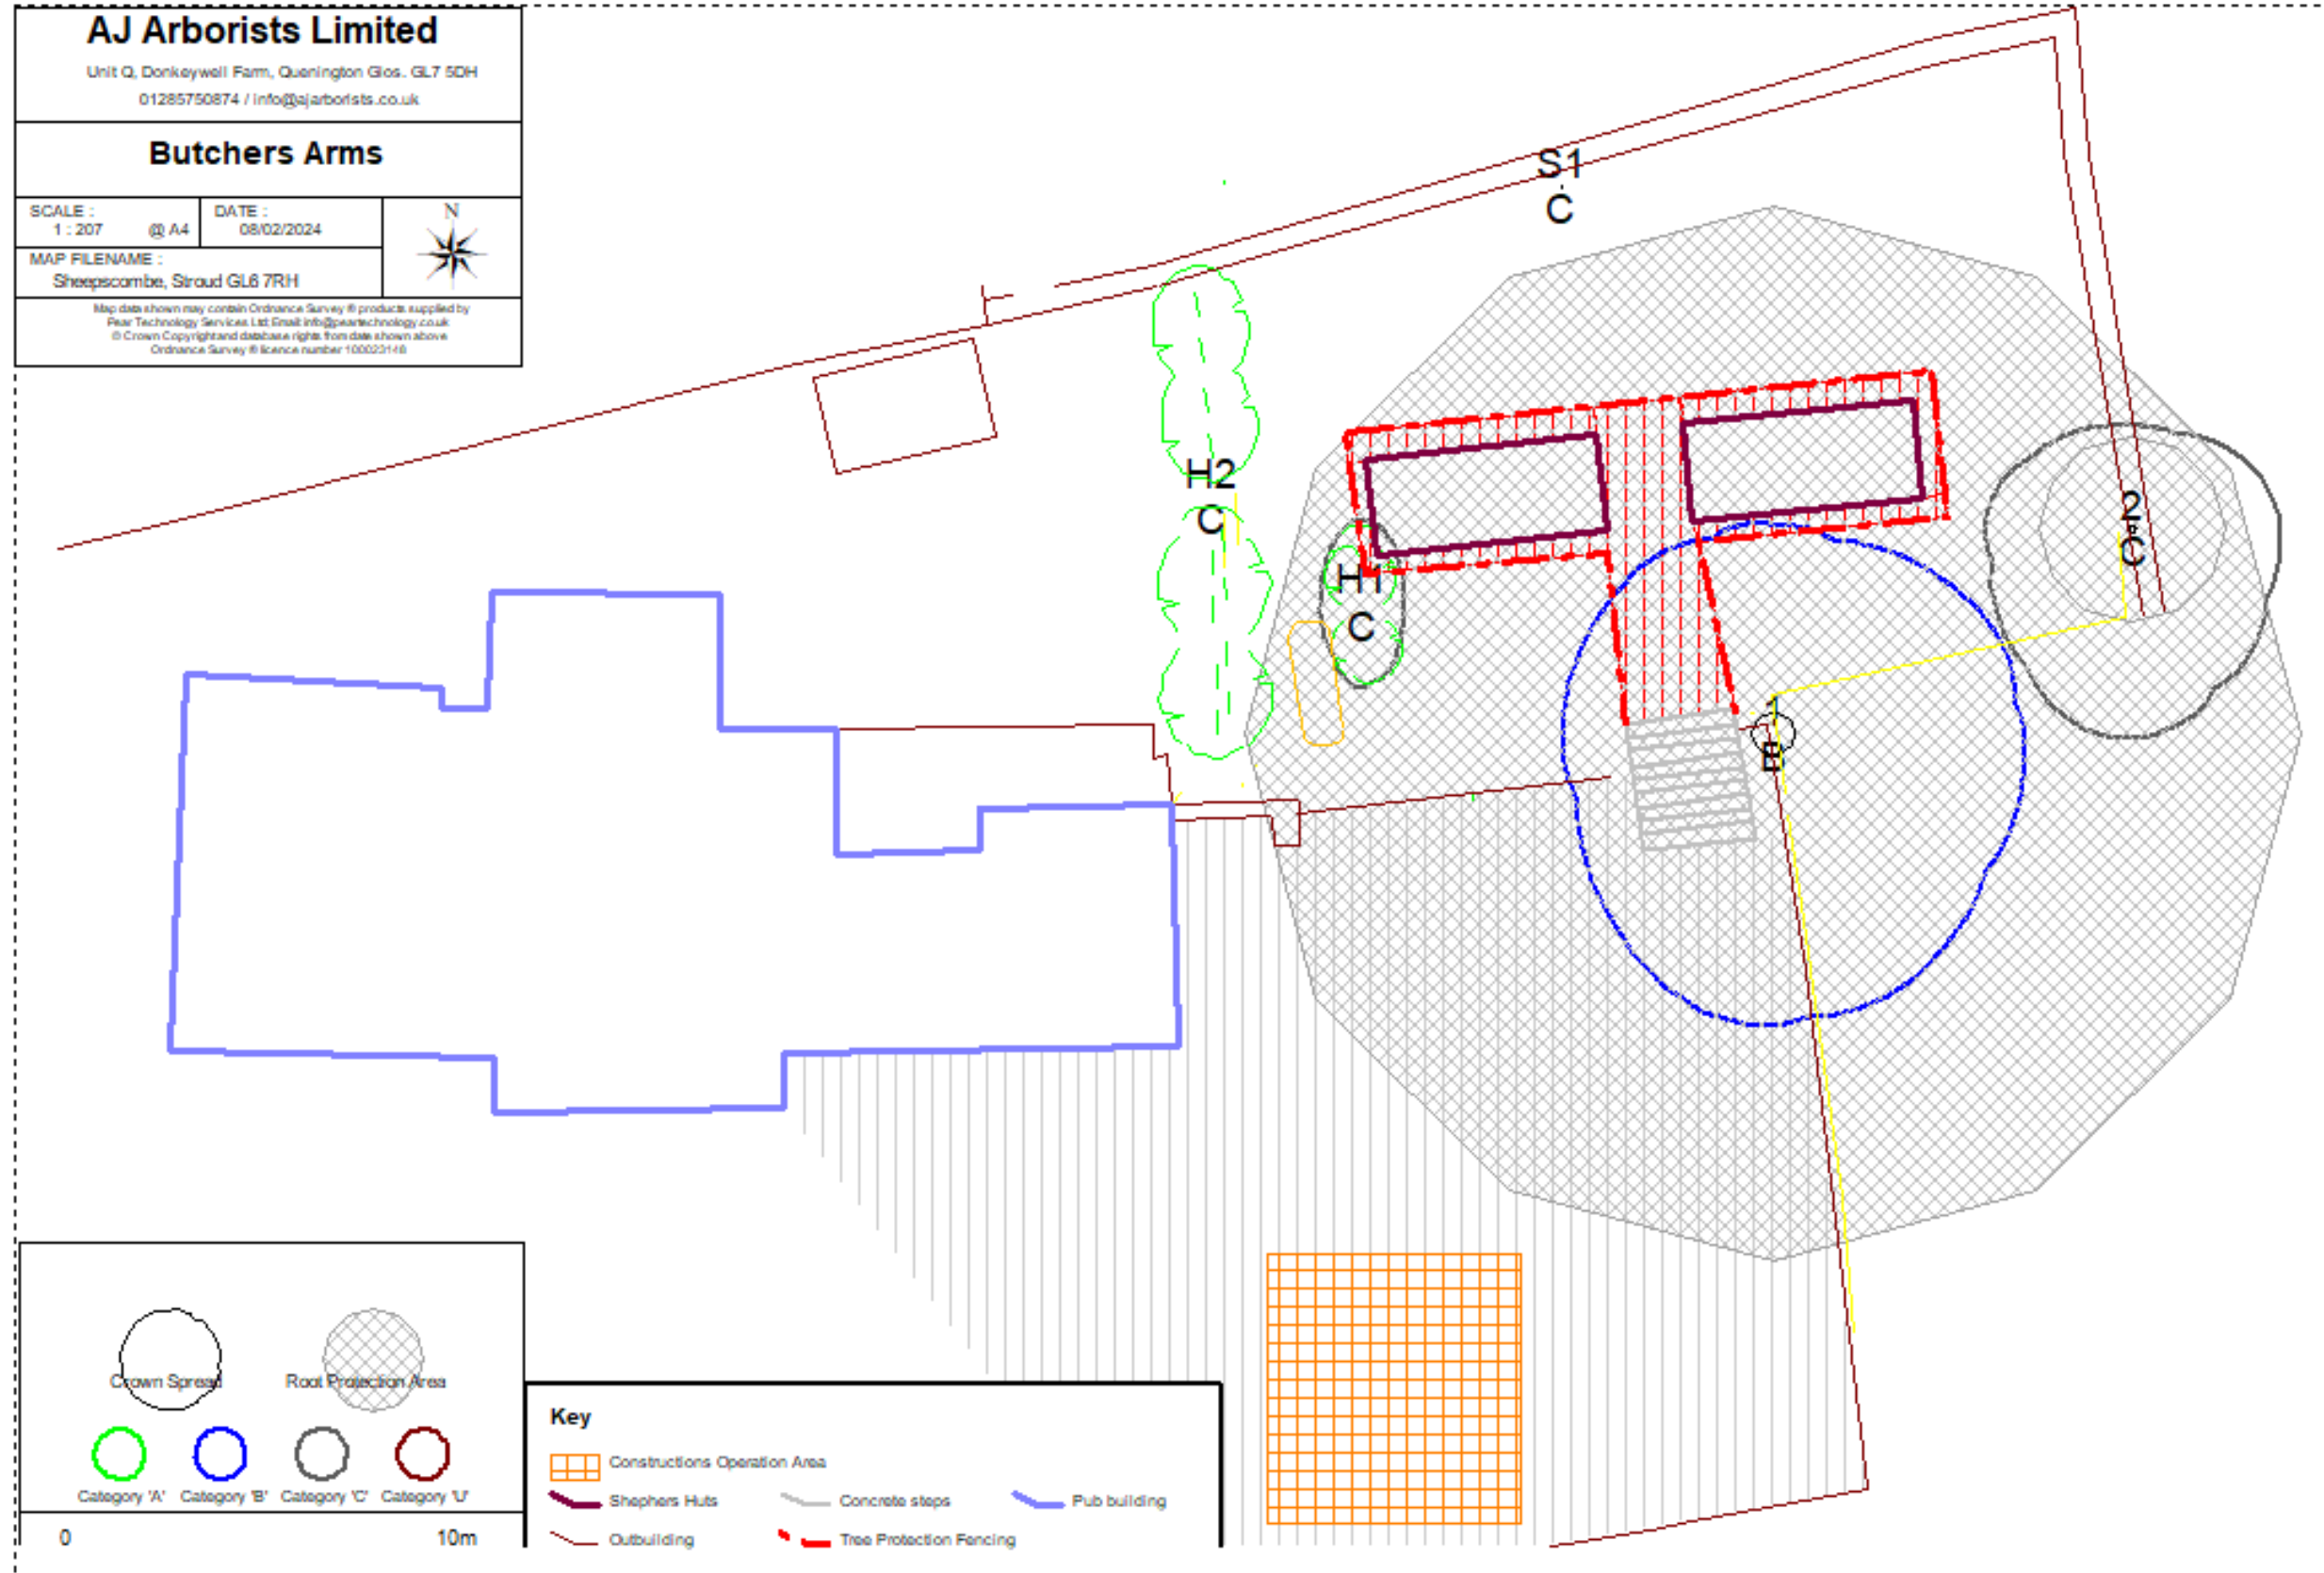 AJ Arborists Limited
Unit Q, Donkeywell Farm, Quenington Glos. GL7 5DH
01285750874 / info@ajarborists.co.uk
Butchers Arms
SCALE :
1 : 207 @ A4
DATE :
08/02/2024
N
MAP FILENAME :
Sheepscombe, Stroud GL6 7RH
Map data shown may contain Ordnance Survey ® products supplied by
Pear Technology Services Ltd; Email: info@peartechnology.co.uk
© Crown Copyright and database rights from date shown above
Ordnance Survey ® licence number 100023148
S1
C
H2
C
H1
C
2
C
1
B
Crown Spread
Root Protection Area
Category 'A' Category 'B' Category 'C' Category 'U'
0 10m
Key
Constructions Operation Area
Shephers Huts
Concrete steps
Pub building
Outbuilding
Tree Protection Fencing